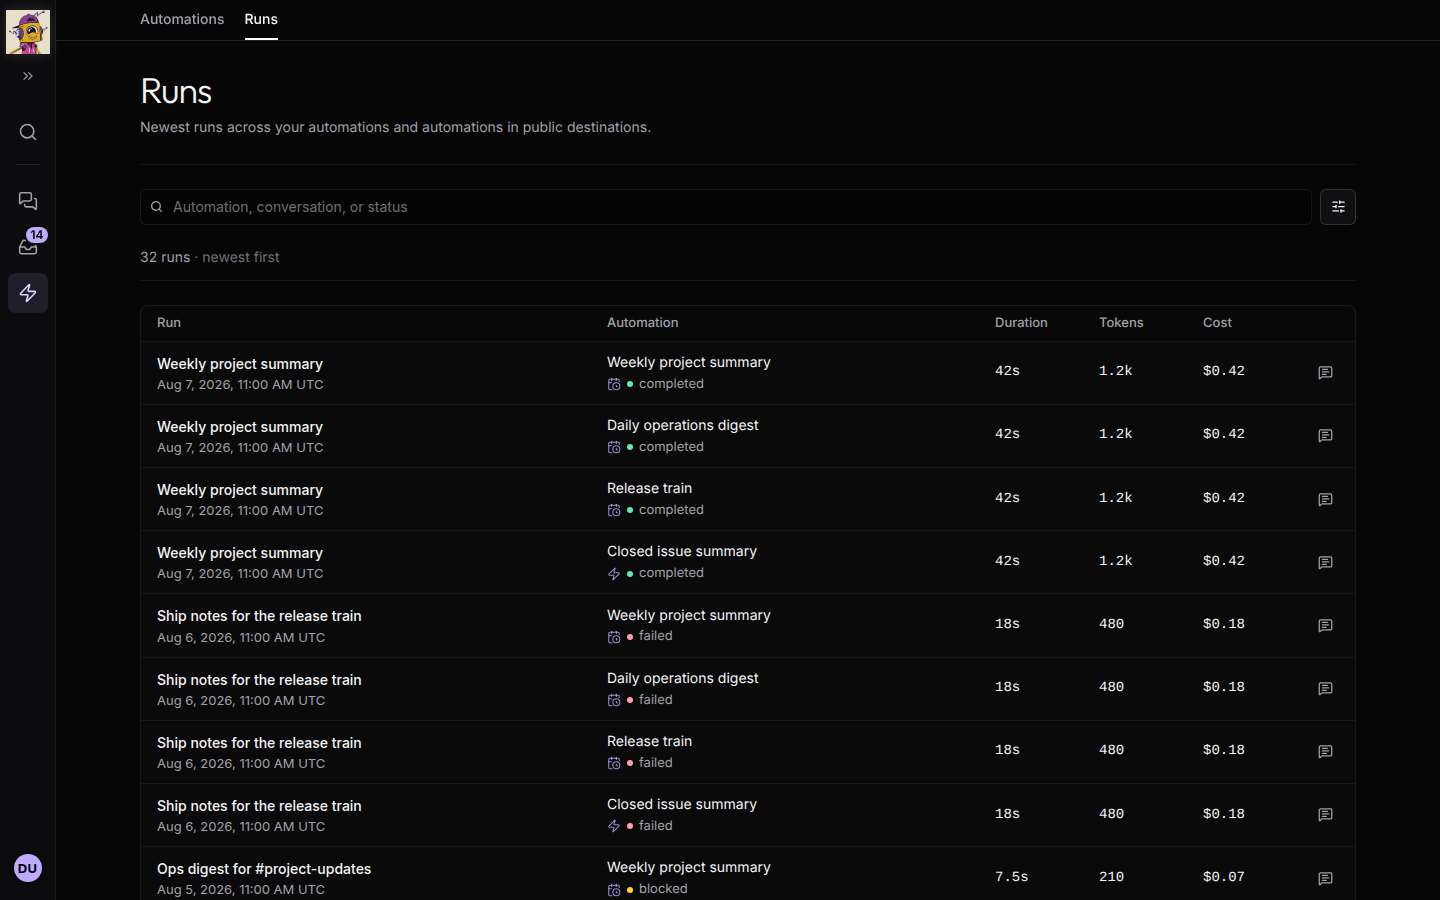 Automations Runs
Runs
Newest runs across your automations and automations in public destinations.
Automation, conversation, or status
14
32 runs · newest first
Run Automation Duration Tokens Cost
Weekly project summary Weekly project summary 42s 1.2k $0.42
Aug 7, 2026, 11:00 AM UTC completed
Weekly project summary Daily operations digest 42s 1.2k $0.42
Aug 7, 2026, 11:00 AM UTC completed
Weekly project summary Release train 42s 1.2k $0.42
Aug 7, 2026, 11:00 AM UTC completed
Weekly project summary Closed issue summary 42s 1.2k $0.42
Aug 7, 2026, 11:00 AM UTC completed
Ship notes for the release train Weekly project summary 18s 480 $0.18
Aug 6, 2026, 11:00 AM UTC failed
Ship notes for the release train Daily operations digest 18s 480 $0.18
Aug 6, 2026, 11:00 AM UTC failed
Ship notes for the release train Release train 18s 480 $0.18
Aug 6, 2026, 11:00 AM UTC failed
Ship notes for the release train Closed issue summary 18s 480 $0.18
Aug 6, 2026, 11:00 AM UTC failed
Ops digest for #project-updates Weekly project summary 7.5s 210 $0.07
Aug 5, 2026, 11:00 AM UTC blocked
DU